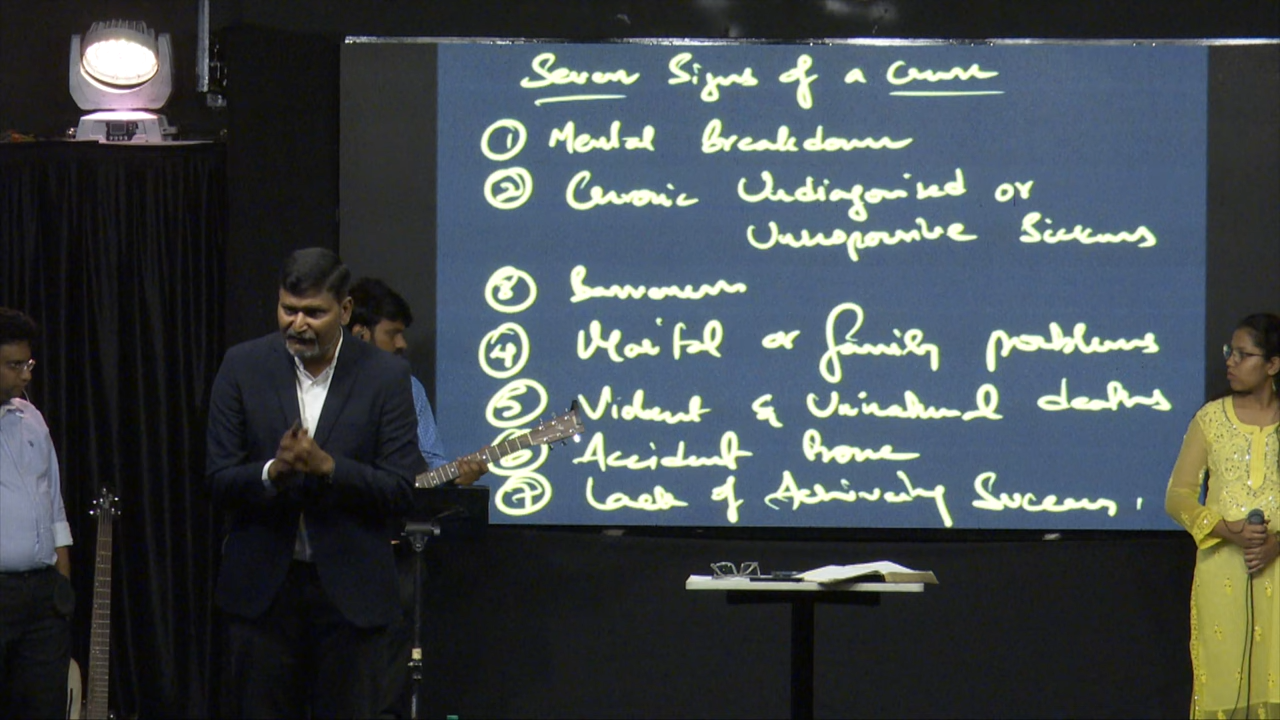 Seven Signs of a Curse
① Mental Breakdown
② Chronic Undiagonised or
Unresponsive Sickness
③ Barrenness
④ Marital or family problems
⑤ Violent & Unnatural deaths
⑥ Accident Prone
⑦ Lack of Achieving Success.